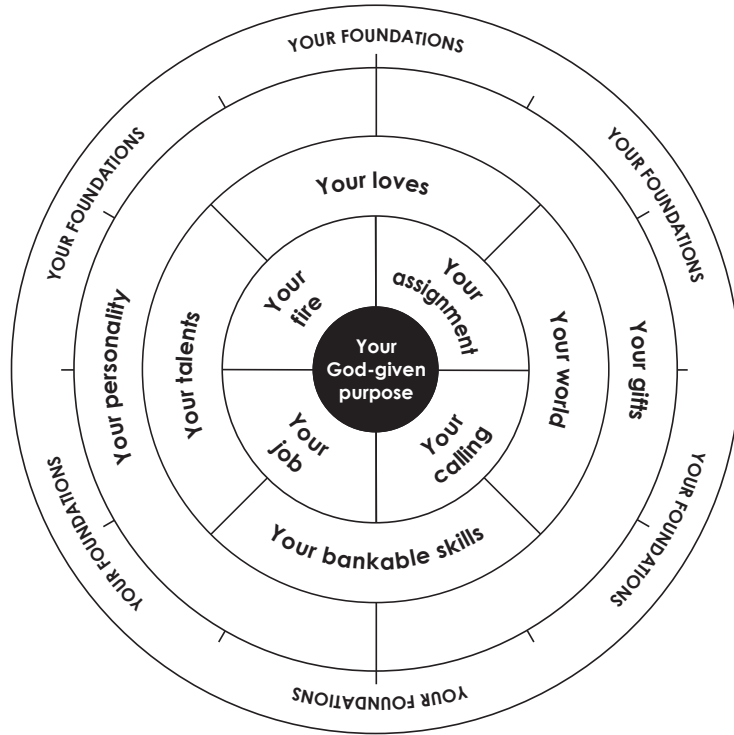 YOUR FOUNDATIONS
YOUR FOUNDATIONS
YOUR FOUNDATIONS
Your loves
Your
fire
Your
assignment
Your personality
Your talents
Your
God-given
purpose
Your world
Your gifts
Your
job
Your
calling
Your bankable skills
YOUR FOUNDATIONS
YOUR FOUNDATIONS
YOUR FOUNDATIONS